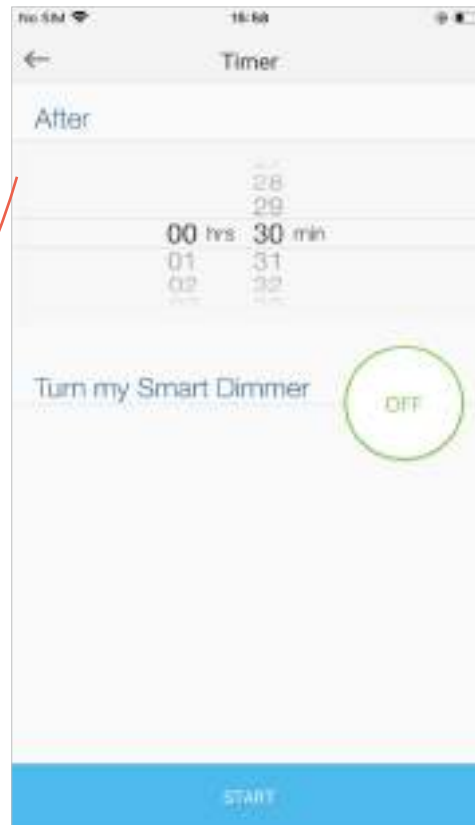 No SIM 16:58
Timer
After
28
29
00 hrs 30 min
01 31
02 32
Turn my Smart Dimmer OFF
START